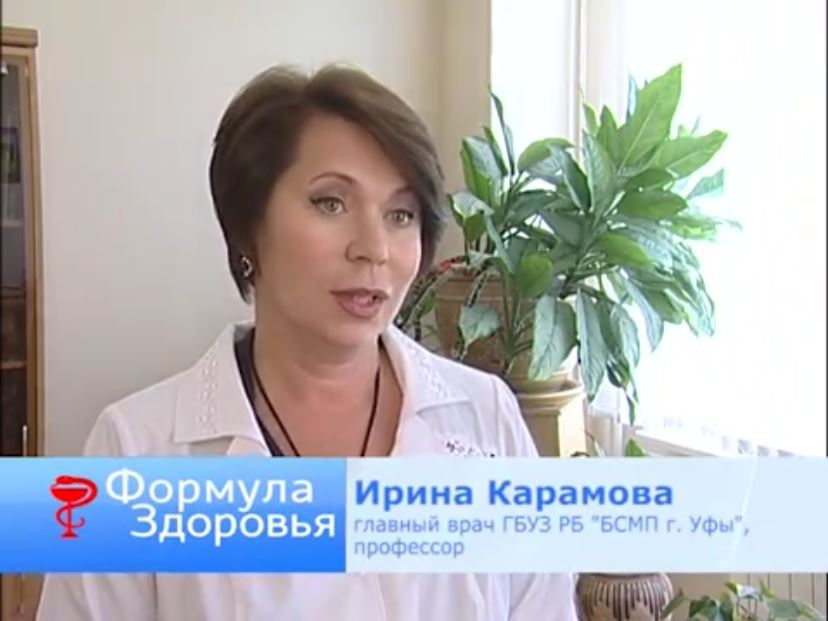 Формула
Здоровья
Ирина Карамова
главный врач ГБУЗ РБ "БСМП г. Уфы",
профессор